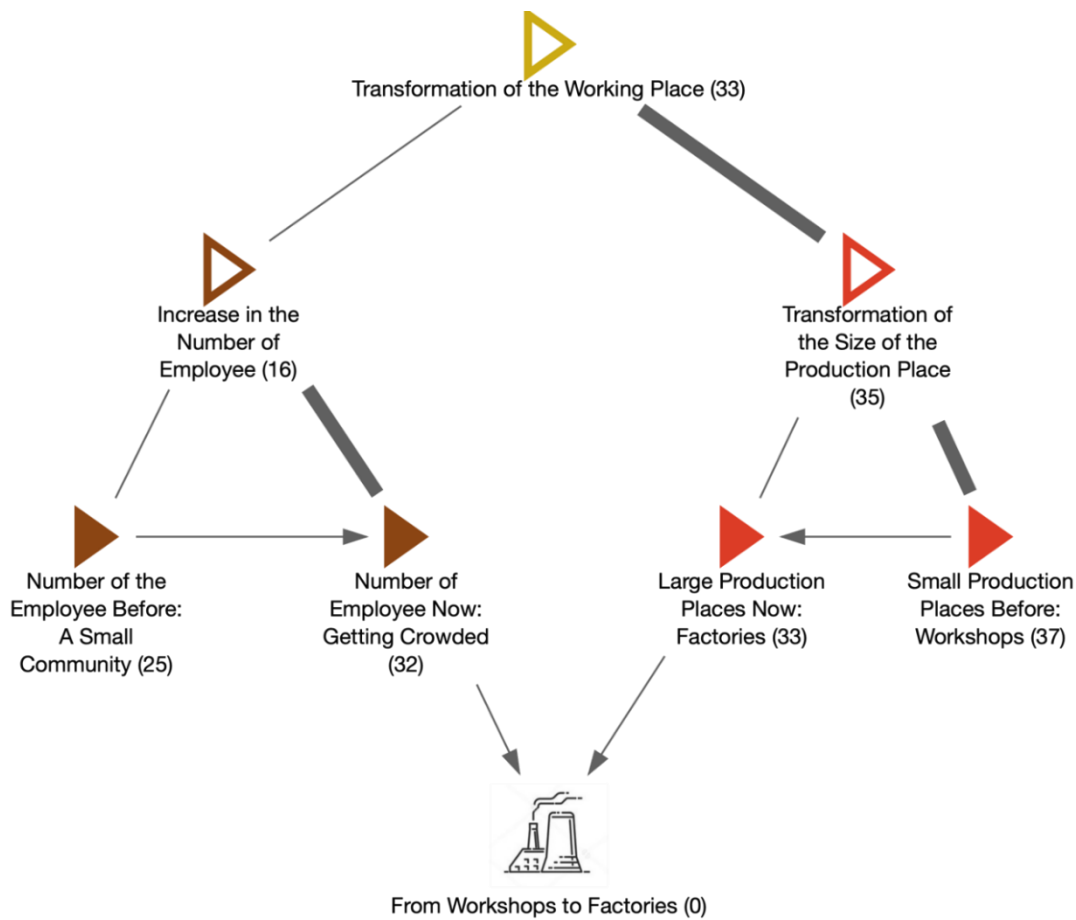 Transformation of the Working Place (33)
Increase in the
Number of
Employee (16)
Transformation of
the Size of the
Production Place
(35)
Number of the
Employee Before:
A Small
Community (25)
Number of
Employee Now:
Getting Crowded
(32)
Large Production
Places Now:
Factories (33)
Small Production
Places Before:
Workshops (37)
From Workshops to Factories (0)